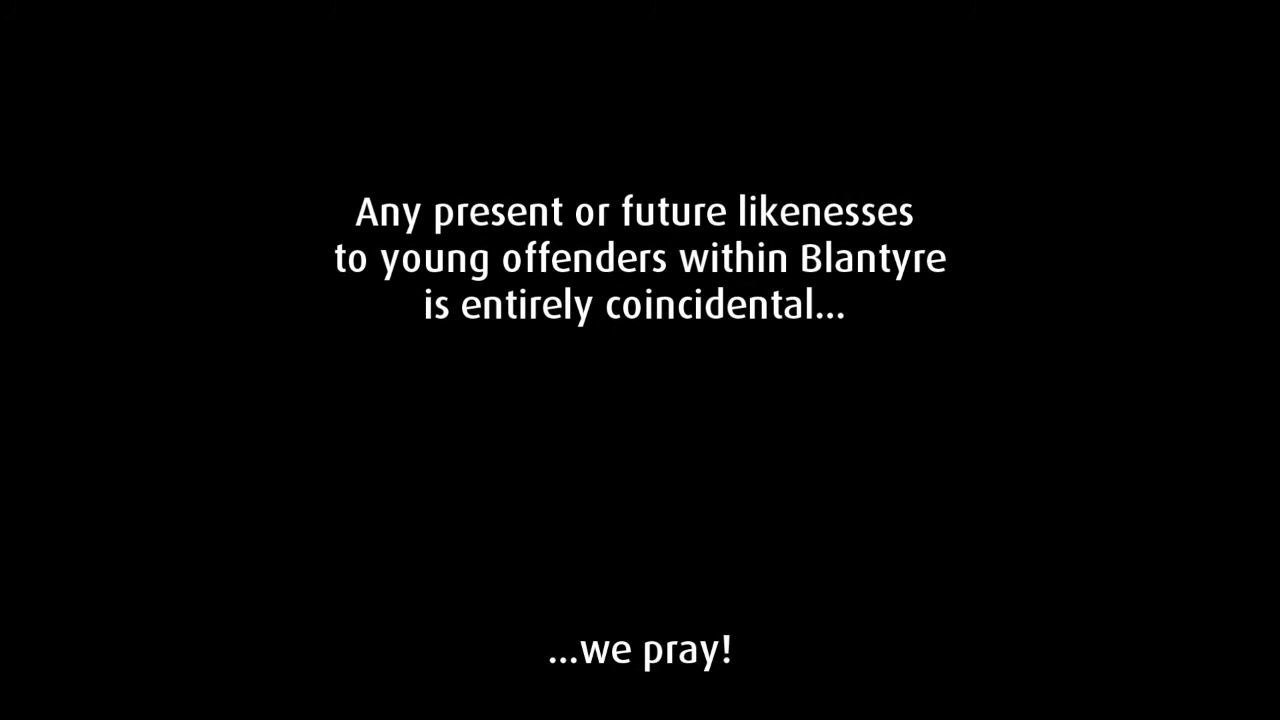 Any present or future likenesses
to young offenders within Blantyre
is entirely coincidental...
...we pray!